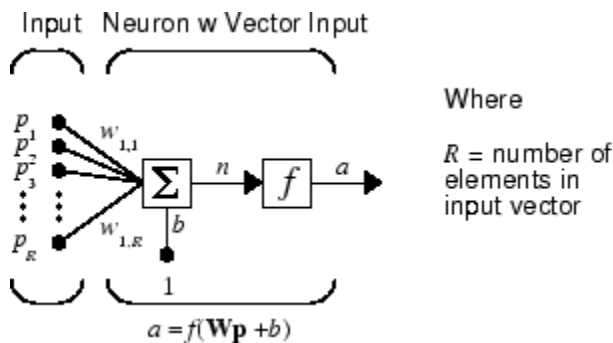 Input Neuron w Vector Input
p1
p2
p3
pR
w1,1
w1,R
Σ
n
f
a
b
1
a = f(Wp +b)
Where
R = number of
elements in
input vector